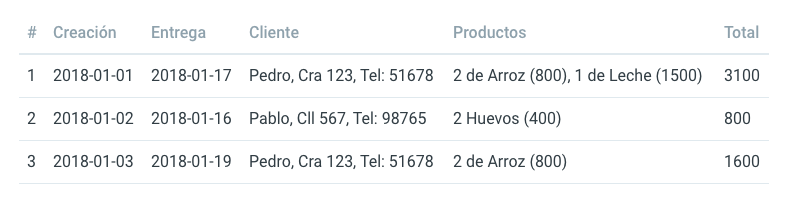 # Creación Entrega Cliente Productos Total
1 2018-01-01 2018-01-17 Pedro, Cra 123, Tel: 51678 2 de Arroz (800), 1 de Leche (1500) 3100
2 2018-01-02 2018-01-16 Pablo, Cll 567, Tel: 98765 2 Huevos (400) 800
3 2018-01-03 2018-01-19 Pedro, Cra 123, Tel: 51678 2 de Arroz (800) 1600